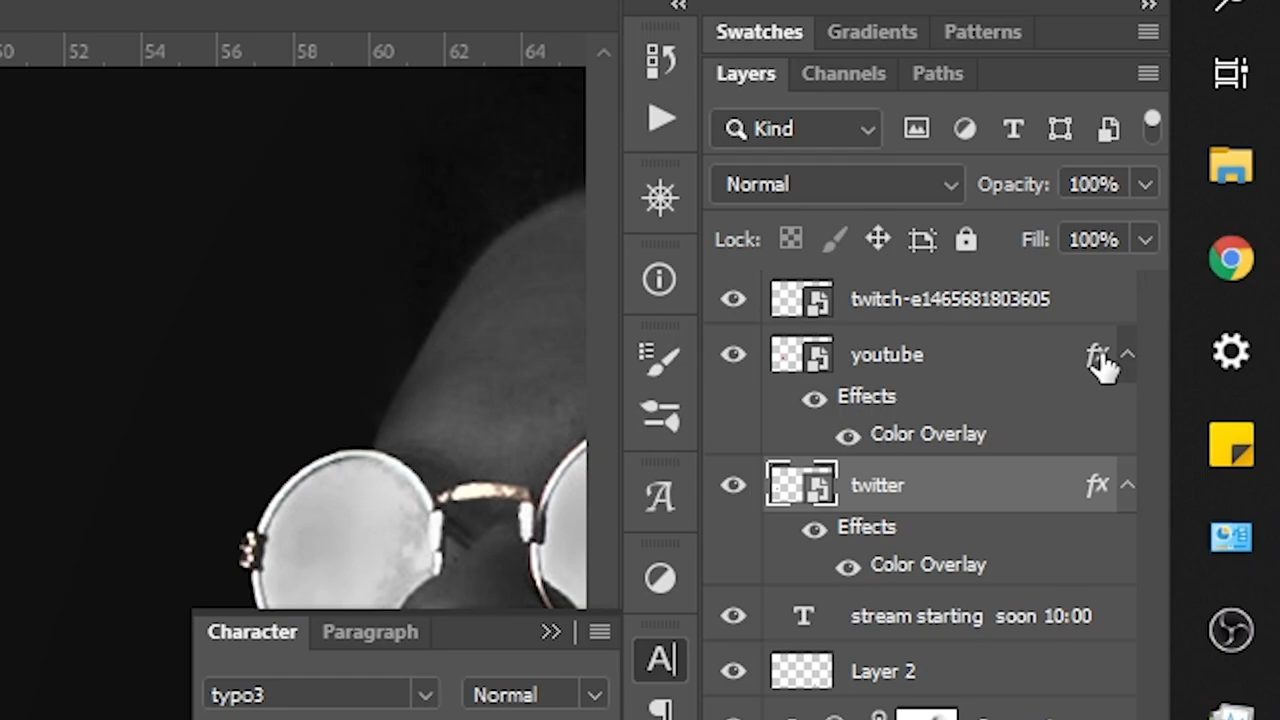 52 54 56 58 60 62 64
Swatches Gradients Patterns
Layers Channels Paths
Kind
Normal Opacity: 100%
Lock: Fill: 100%
twitch-e1465681803605
youtube fx
Effects
Color Overlay
twitter fx
Effects
Color Overlay
stream starting soon 10:00
Layer 2
Character Paragraph
typo3 Normal